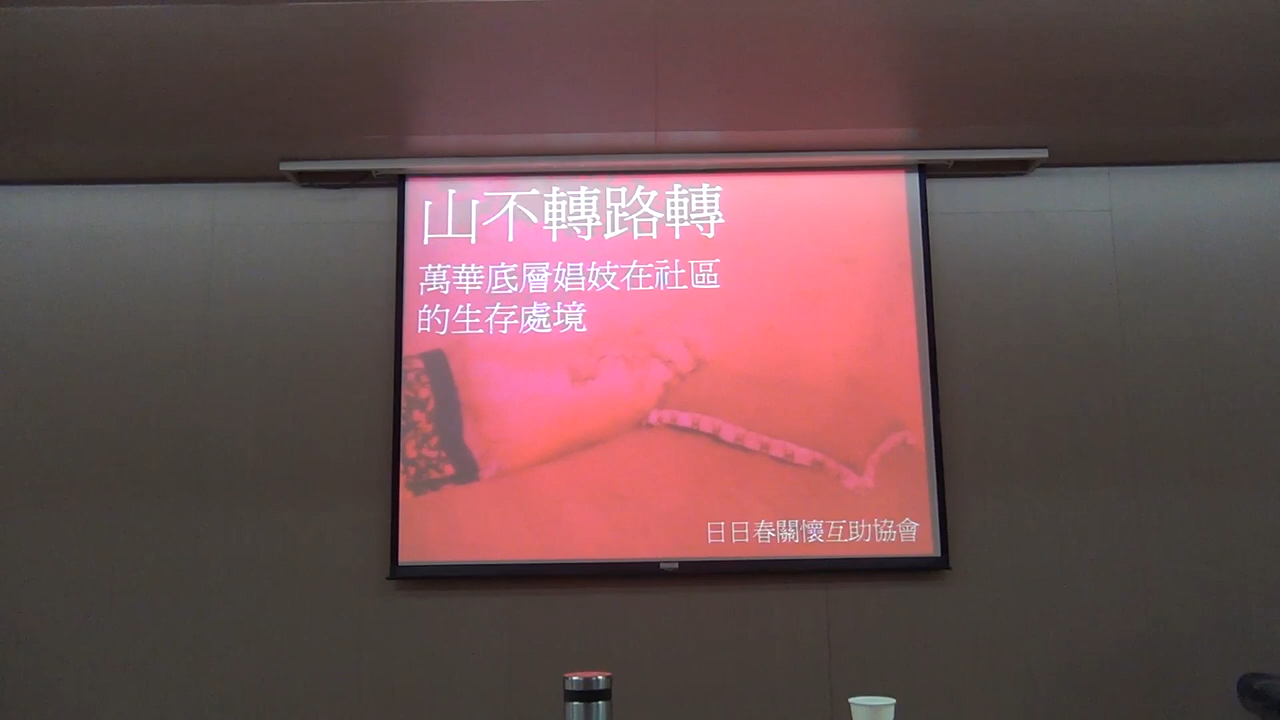 山不轉路轉
萬華底層娼妓在社區
的生存處境
日日春關懷互助協會